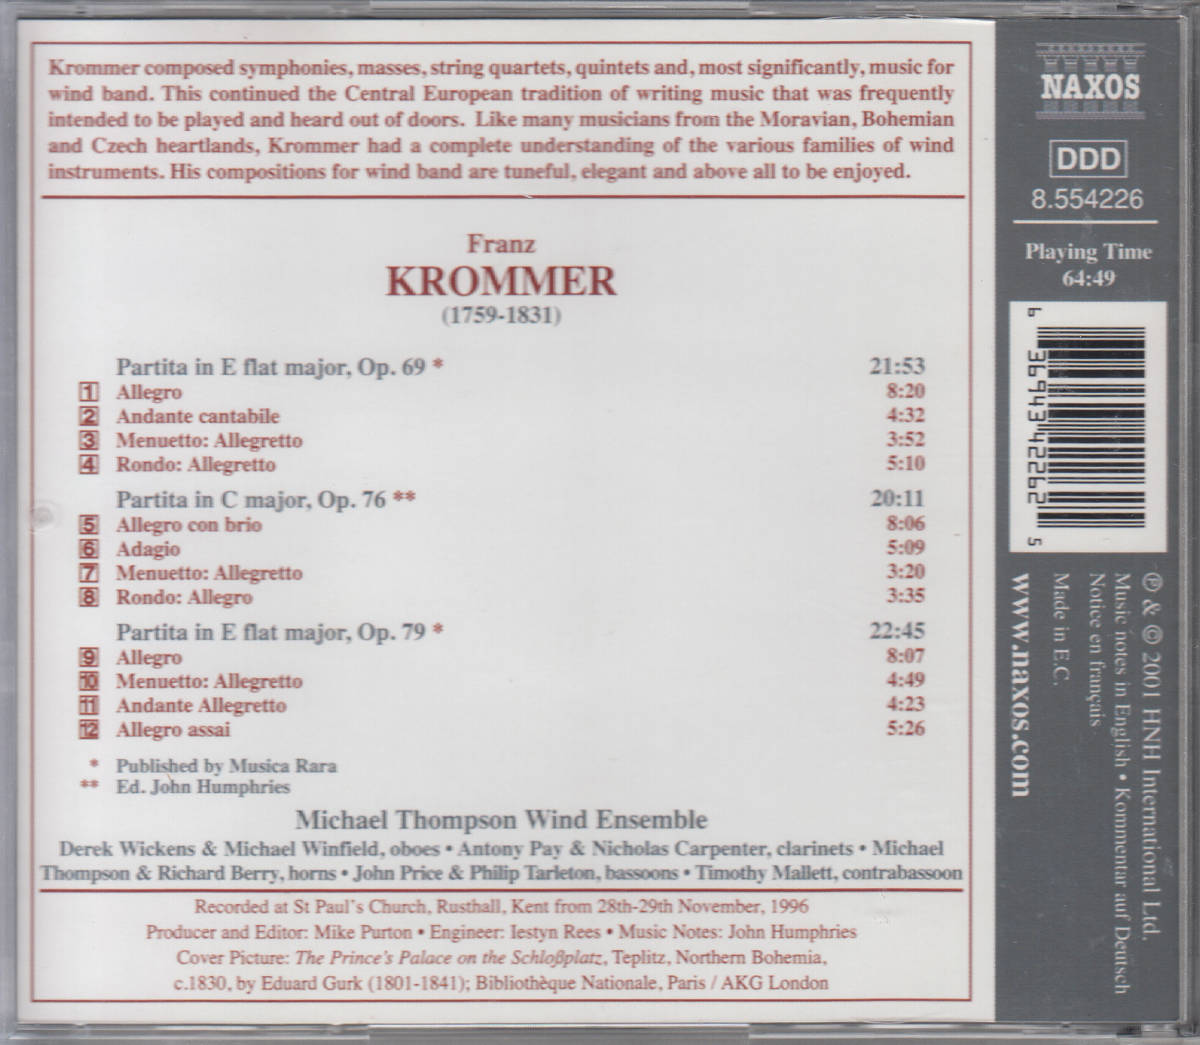 Krommer composed symphonies, masses, string quartets, quintets and, most significantly, music for
wind band. This continued the Central European tradition of writing music that was frequently
intended to be played and heard out of doors. Like many musicians from the Moravian, Bohemian
and Czech heartlands, Krommer had a complete understanding of the various families of wind
instruments. His compositions for wind band are tuneful, elegant and above all to be enjoyed.
Franz
KROMMER
(1759-1831)
Partita in E flat major, Op. 69 * 21:53
1 Allegro 8:20
2 Andante cantabile 4:32
3 Menuetto: Allegretto 3:52
4 Rondo: Allegretto 5:10
Partita in C major, Op. 76 ** 20:11
5 Allegro con brio 8:06
6 Adagio 5:09
7 Menuetto: Allegretto 3:20
8 Rondo: Allegro 3:35
Partita in E flat major, Op. 79 * 22:45
9 Allegro 8:07
10 Menuetto: Allegretto 4:49
11 Andante Allegretto 4:23
12 Allegro assai 5:26
* Published by Musica Rara
** Ed. John Humphries
Michael Thompson Wind Ensemble
Derek Wickens & Michael Winfield, oboes • Antony Pay & Nicholas Carpenter, clarinets • Michael
Thompson & Richard Berry, horns • John Price & Philip Tarleton, bassoons • Timothy Mallett, contrabassoon
Recorded at St Paul's Church, Rusthall, Kent from 28th-29th November, 1996
Producer and Editor: Mike Purton • Engineer: Iestyn Rees • Music Notes: John Humphries
Cover Picture: The Prince's Palace on the Schloßplatz, Teplitz, Northern Bohemia,
c.1830, by Eduard Gurk (1801-1841); Bibliothèque Nationale, Paris / AKG London
NAXOS
DDD
8.554226
Playing Time
64:49
6 36943 42262 5
℗ & © 2001 HNH International Ltd.
Music notes in English • Kommentar auf Deutsch
Notice en français
Made in E.C.
www.naxos.com